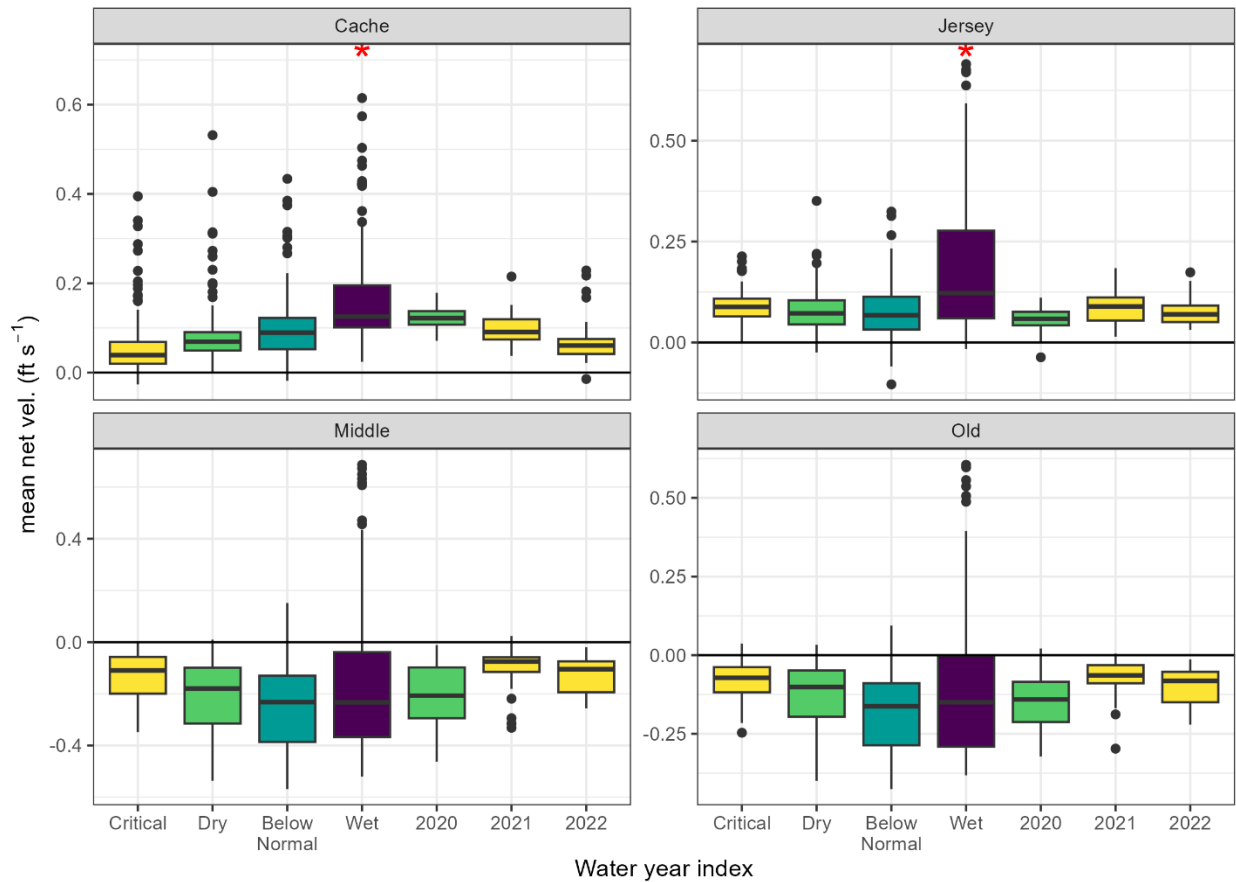 Cache
Jersey
*
*
0.6
0.4
0.2
0.0
0.50
0.25
0.00
Middle
Old
0.4
0.0
-0.4
0.50
0.25
0.00
-0.25
mean net vel. (ft s⁻¹)
Critical Dry Below Normal Wet 2020 2021 2022
Critical Dry Below Normal Wet 2020 2021 2022
Water year index